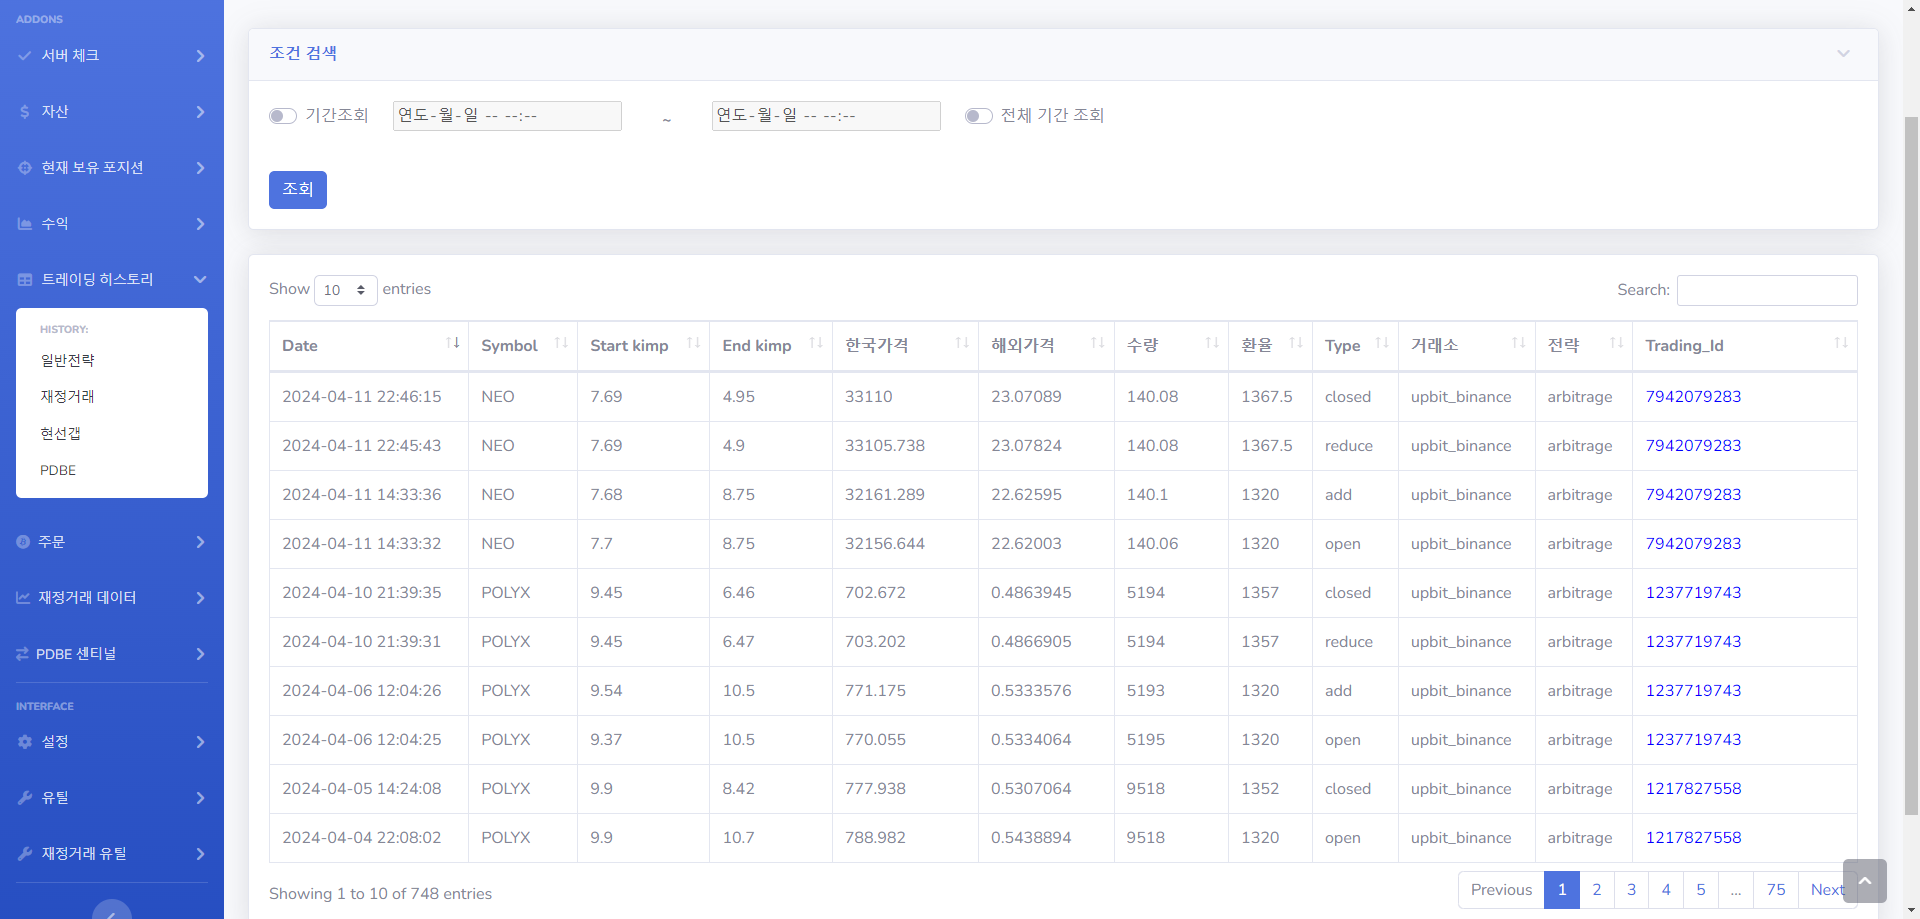 ADDONS
서버 체크
자산
현재 보유 포지션
수익
트레이딩 히스토리
HISTORY:
일반전략
재정거래
현선갭
PDBE
주문
재정거래 데이터
PDBE 센티널
INTERFACE
설정
유틸
재정거래 유틸
조건 검색
기간조회 연도-월-일 -- --:-- ~ 연도-월-일 -- --:-- 전체 기간 조회
조회
Show 10 entries Search:
Date Symbol Start kimp End kimp 한국가격 해외가격 수량 환율 Type 거래소 전략 Trading_Id
2024-04-11 22:46:15 NEO 7.69 4.95 33110 23.07089 140.08 1367.5 closed upbit_binance arbitrage 7942079283
2024-04-11 22:45:43 NEO 7.69 4.9 33105.738 23.07824 140.08 1367.5 reduce upbit_binance arbitrage 7942079283
2024-04-11 14:33:36 NEO 7.68 8.75 32161.289 22.62595 140.1 1320 add upbit_binance arbitrage 7942079283
2024-04-11 14:33:32 NEO 7.7 8.75 32156.644 22.62003 140.06 1320 open upbit_binance arbitrage 7942079283
2024-04-10 21:39:35 POLYX 9.45 6.46 702.672 0.4863945 5194 1357 closed upbit_binance arbitrage 1237719743
2024-04-10 21:39:31 POLYX 9.45 6.47 703.202 0.4866905 5194 1357 reduce upbit_binance arbitrage 1237719743
2024-04-06 12:04:26 POLYX 9.54 10.5 771.175 0.5333576 5193 1320 add upbit_binance arbitrage 1237719743
2024-04-06 12:04:25 POLYX 9.37 10.5 770.055 0.5334064 5195 1320 open upbit_binance arbitrage 1237719743
2024-04-05 14:24:08 POLYX 9.9 8.42 777.938 0.5307064 9518 1352 closed upbit_binance arbitrage 1217827558
2024-04-04 22:08:02 POLYX 9.9 10.7 788.982 0.5438894 9518 1320 open upbit_binance arbitrage 1217827558
Showing 1 to 10 of 748 entries Previous 1 2 3 4 5 ... 75 Next